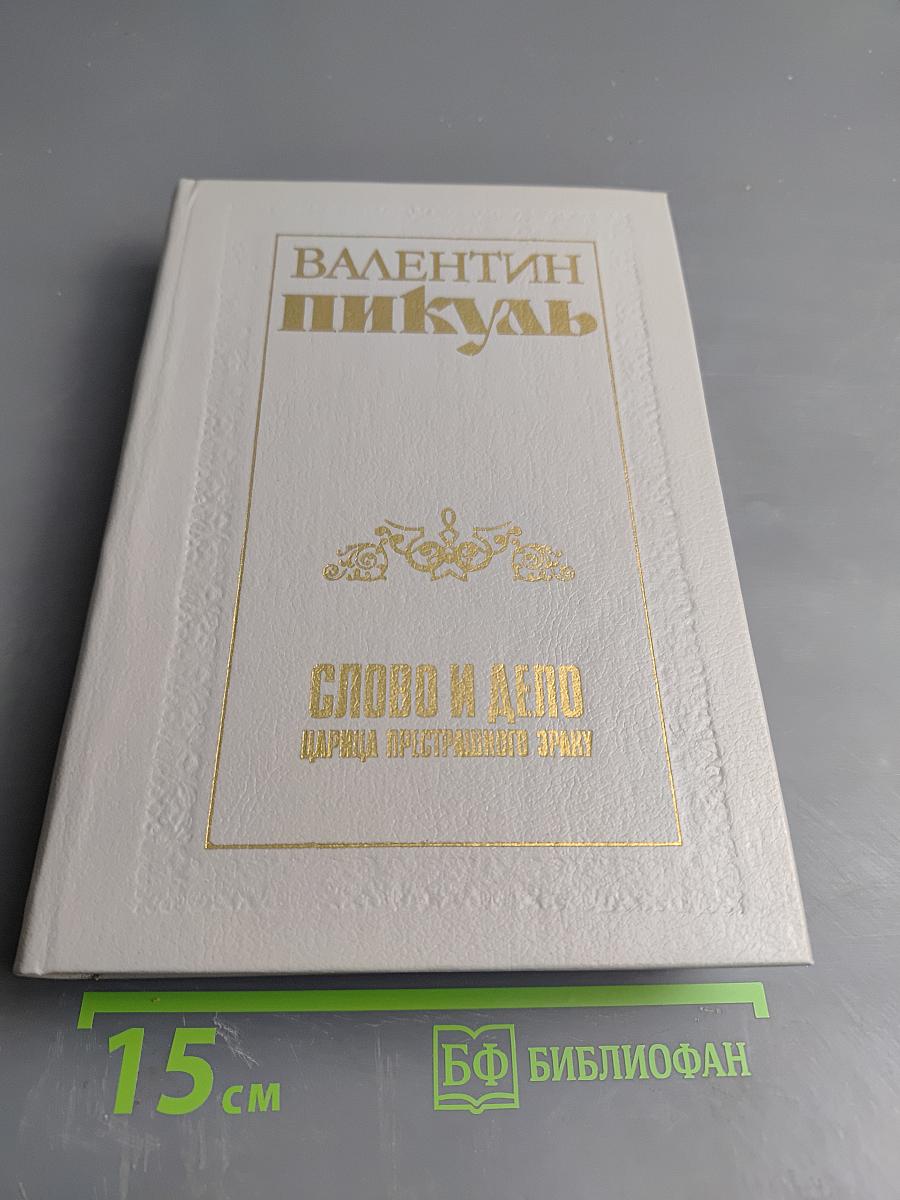 ВАЛЕНТИН
ПИКУЛЬ
СЛОВО И ДЕЛО
ЦАРИЦА ПРЕСТРАШНОГО ЗРАКУ
15 см
БФ БИБЛИОФАН